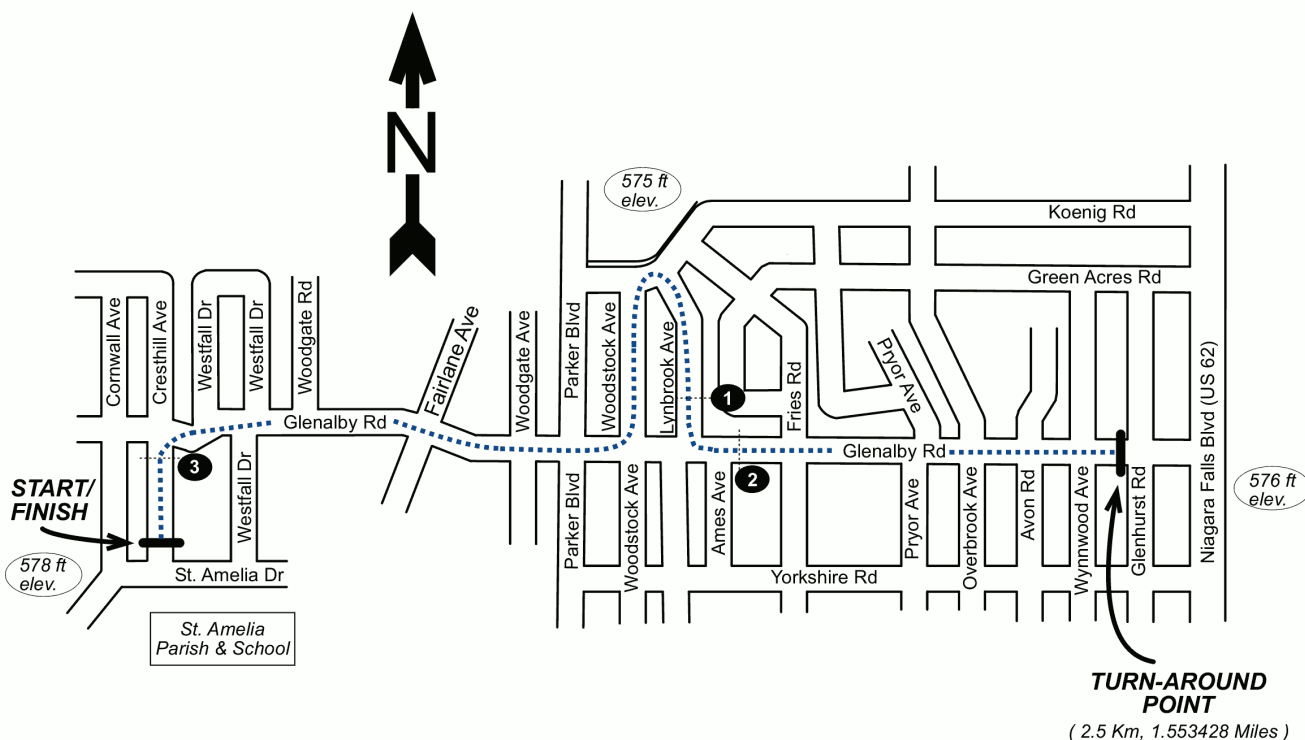 N
575 ft
elev.
Koenig Rd
Green Acres Rd
Cornwall Ave
Cresthill Ave
Westfall Dr
Westfall Dr
Woodgate Rd
Fairlane Ave
Woodgate Ave
Parker Blvd
Woodstock Ave
Lynbrook Ave
1
Fries Rd
Pryor Ave
Niagara Falls Blvd (US 62)
Glenalby Rd
Glenalby Rd
3
2
START/
FINISH
Westfall Dr
Parker Blvd
Woodstock Ave
Ames Ave
Pryor Ave
Overbrook Ave
Avon Rd
Wynnwood Ave
Glenhurst Rd
576 ft
elev.
578 ft
elev.
St. Amelia Dr
Yorkshire Rd
St. Amelia
Parish & School
TURN-AROUND
POINT
( 2.5 Km, 1.553428 Miles )